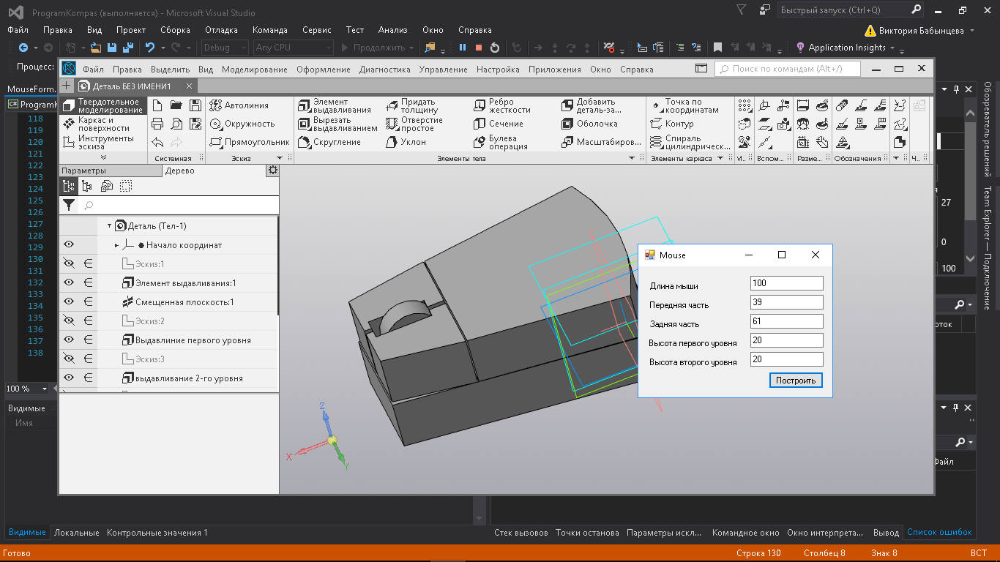 ProgramKompas (выполняется) - Microsoft Visual Studio
Быстрый запуск (Ctrl+Q)
Файл Правка Вид Проект Сборка Отладка Команда Сервис Тест Анализ Окно Справка
Виктория Бабынцева
Debug Any CPU Продолжить Application Insights
Процесс:
Файл Правка Выделить Вид Моделирование Оформление Диагностика Управление Настройка Приложения Окно Справка
Поиск по командам (Alt+/)
MouseForm.
Деталь БЕЗ ИМЕНИ1
Твердотельное моделирование
Каркас и поверхности
Инструменты эскиза
Системная
Автолиния
Окружность
Прямоугольник
Эскиз
Элемент выдавливания
Вырезать выдавливанием
Скругление
Придать толщину
Отверстие простое
Уклон
Ребро жесткости
Сечение
Булева операция
Добавить деталь-за...
Оболочка
Масштабиров...
Элементы тела
Точка по координатам
Контур
Спираль цилиндрическ...
Элементы каркаса
И...
Вспом...
Разме...
Обозначения
Ч...
118
119
120
121
122
123
124
125
126
127
128
129
130
131
132
133
134
135
136
137
138
100 %
Параметры Дерево
Деталь (Тел-1)
Начало координат
Эскиз:1
Элемент выдавливания:1
Смещенная плоскость:1
Эскиз:2
Выдавлиние первого уровня
Эскиз:3
выдавливание 2-го уровня
Z
X
Y
Mouse
Длина мыши 100
Передняя часть 39
Задняя часть 61
Высота первого уровня 20
Высота второго уровня 20
Построить
27
0
100
Обозреватель решений
Team Explorer — Подключение
Видимые
Имя
Файл
Видимые Локальные Контрольные значения 1
Стек вызовов Точки останова Параметры искл... Командное окно Окно интерпрета... Вывод Список ошибок
Готово Строка 130 Столбец 8 Знак 8 ВСТ